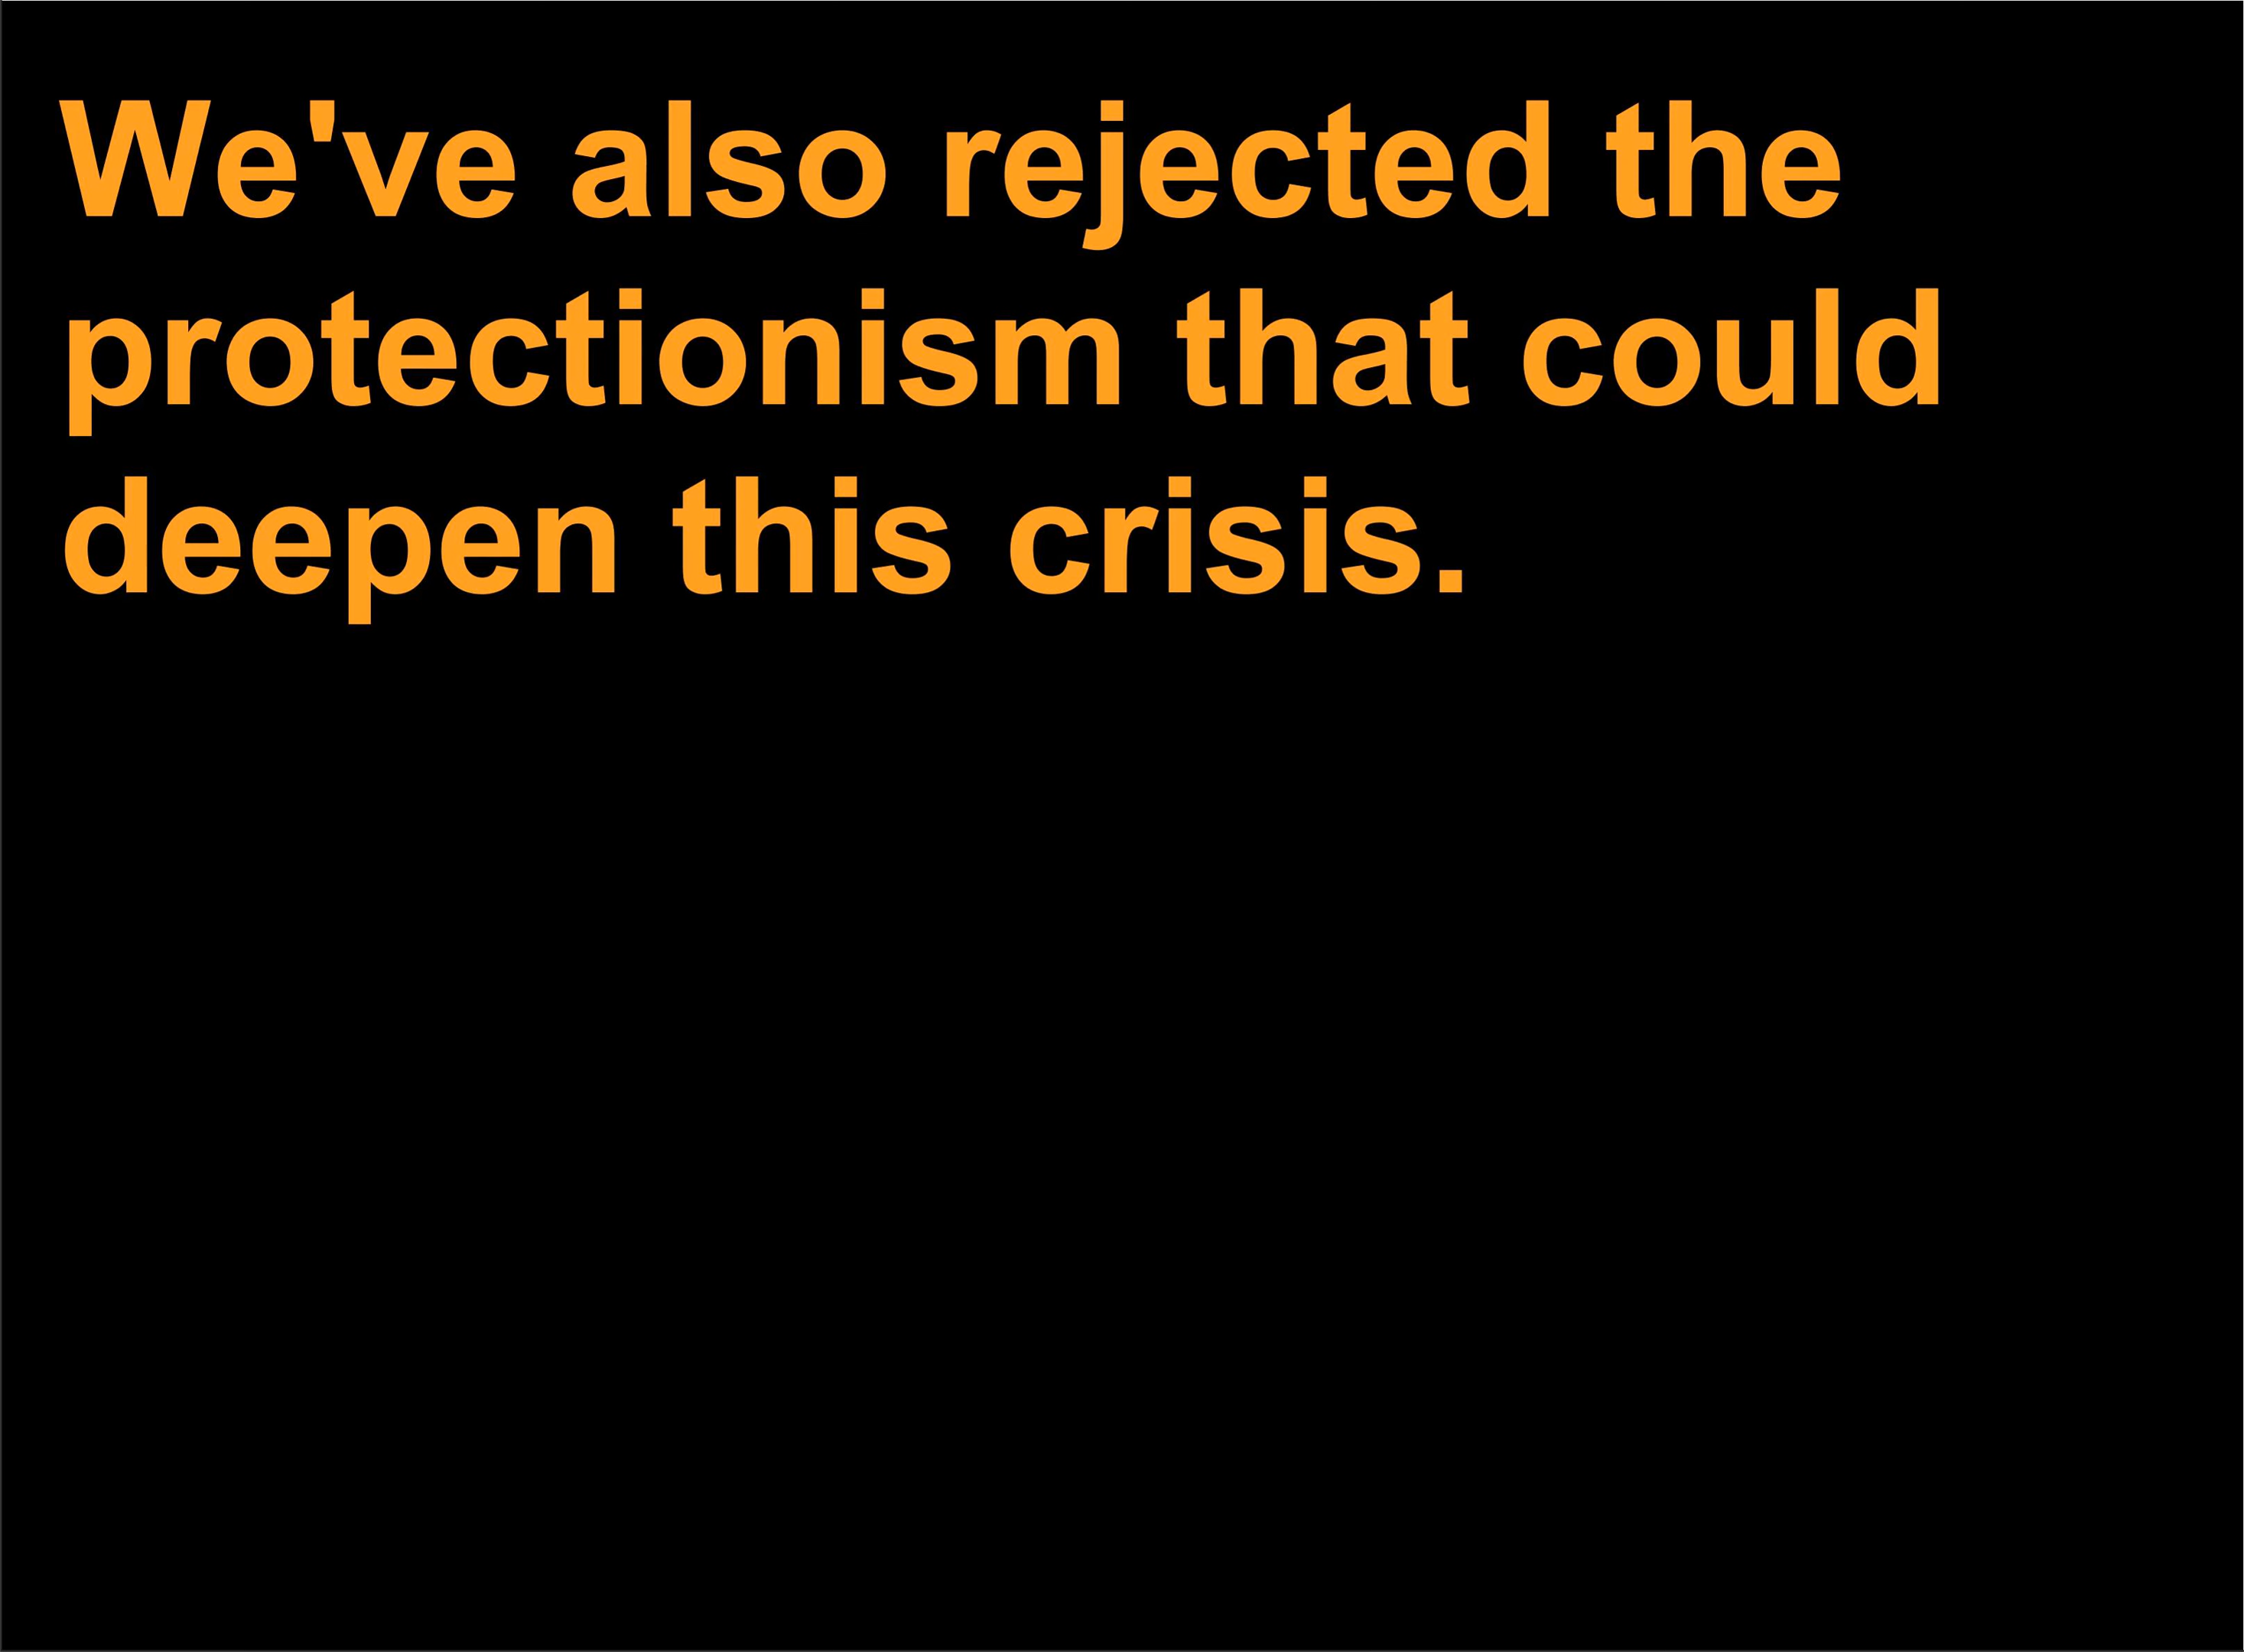 We've also rejected the
protectionism that could
deepen this crisis.